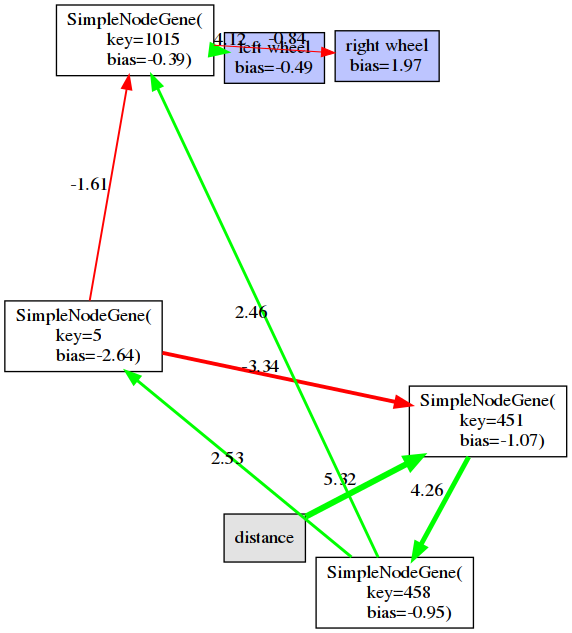 SimpleNodeGene(
key=1015
bias=-0.39)
4.12
-0.84
left wheel
bias=-0.49
right wheel
bias=1.97
-1.61
2.46
SimpleNodeGene(
key=5
bias=-2.64)
-3.34
SimpleNodeGene(
key=451
bias=-1.07)
2.53
5.32
4.26
distance
SimpleNodeGene(
key=458
bias=-0.95)